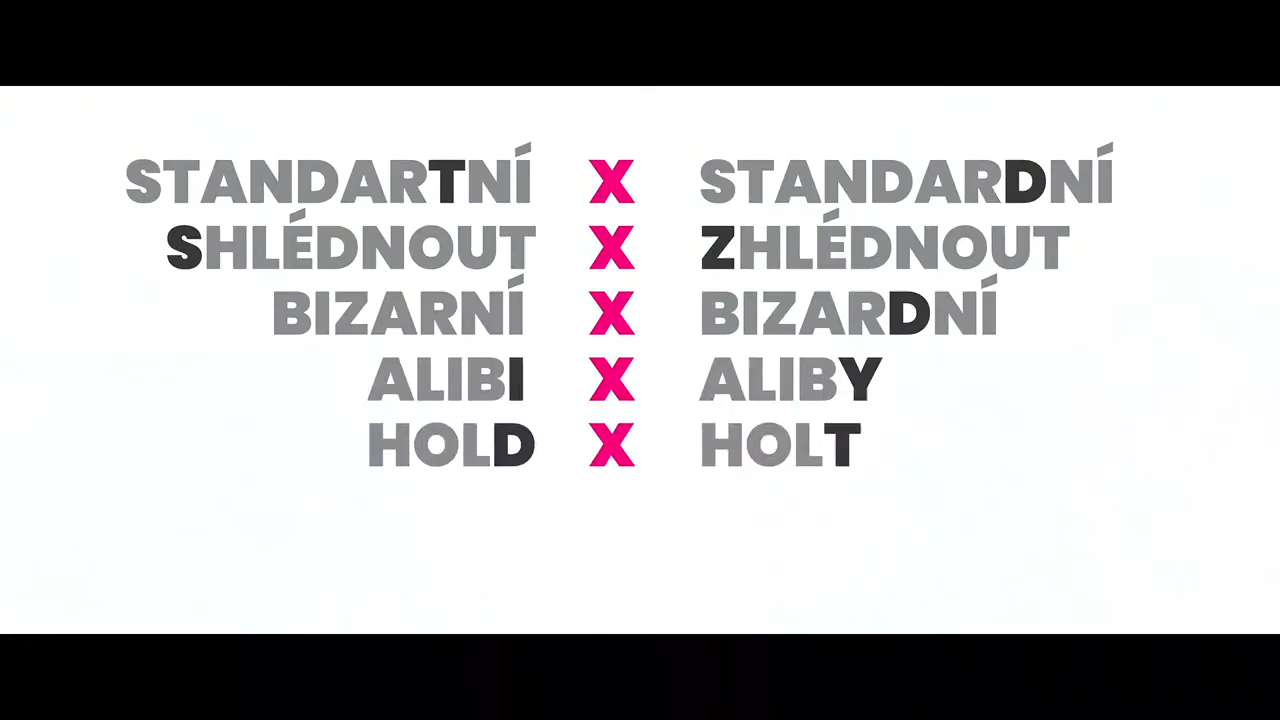 STANDARTNÍ X STANDARDNÍ
SHLÉDNOUT X ZHLÉDNOUT
BIZARNÍ X BIZARDNÍ
ALIBI X ALIBY
HOLD X HOLT